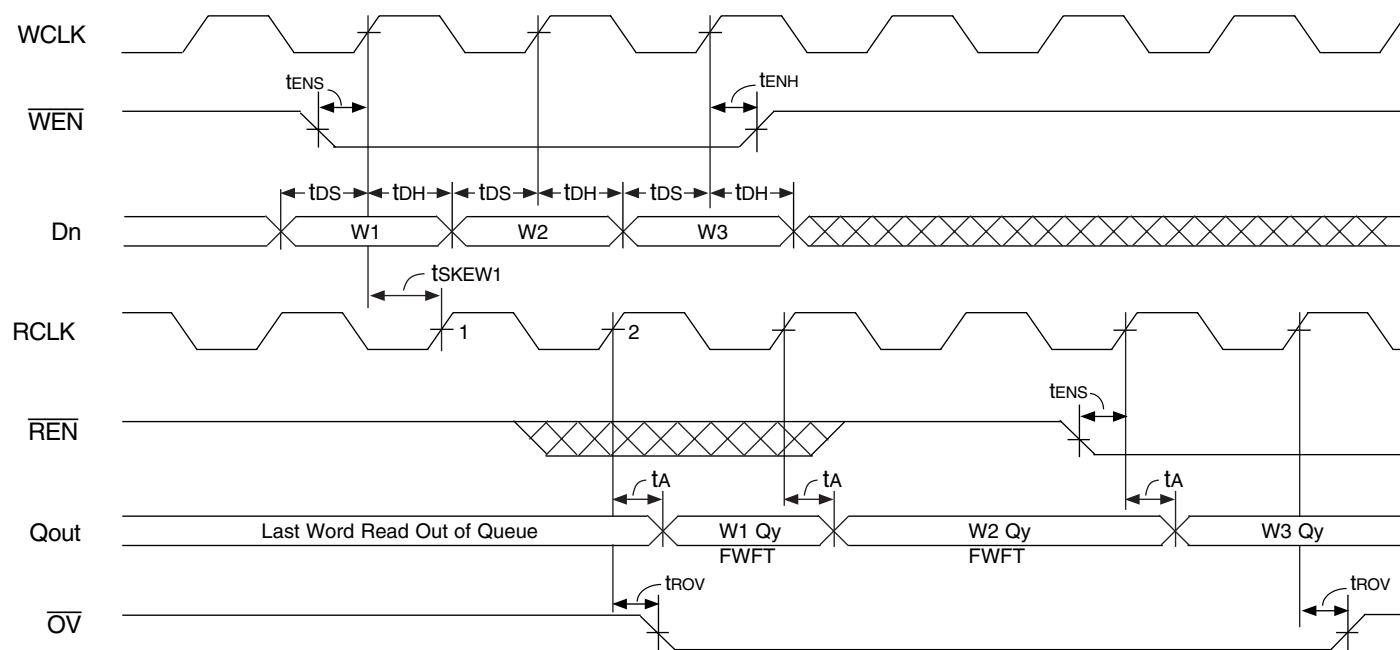 WCLK
tENS
tENH
WEN
tDS tDH tDS tDH tDS tDH
Dn W1 W2 W3
tSKEW1
RCLK 1 2
tENS
REN
tA tA tA
Qout Last Word Read Out of Queue W1 Qy W2 Qy W3 Qy
FWFT FWFT
tROV tROV
OV